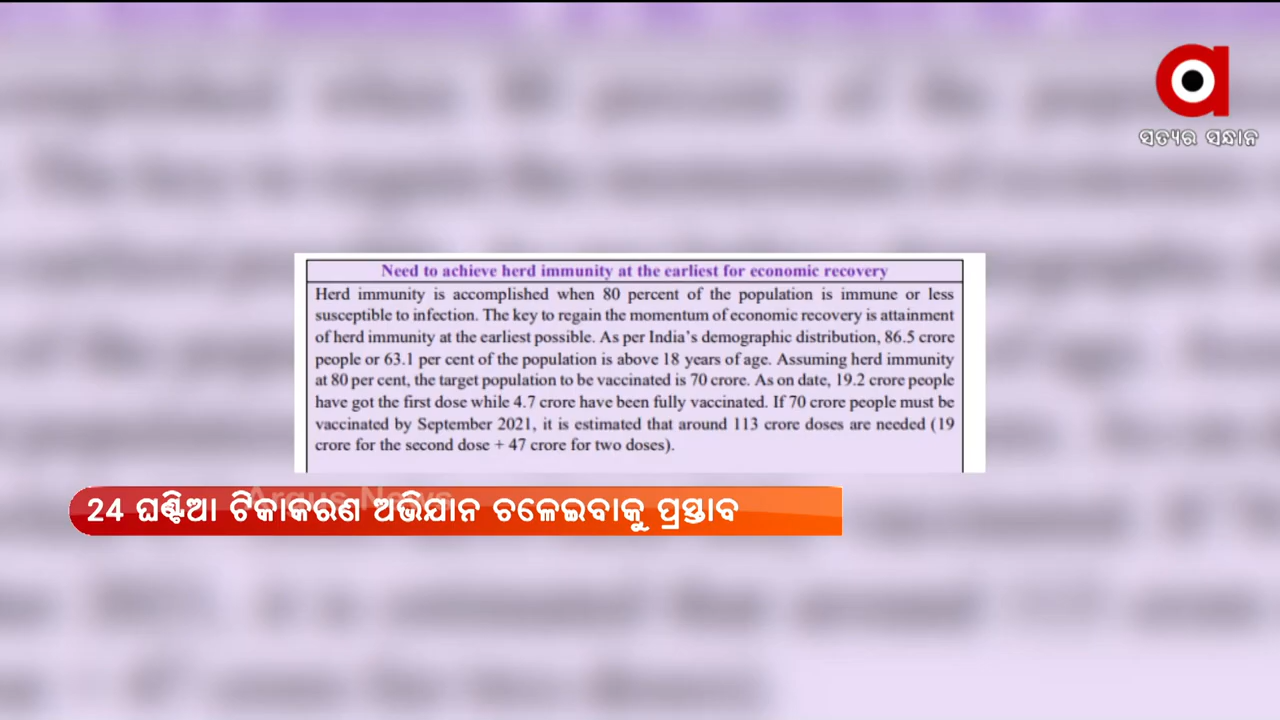 ସତ୍ୟର ସନ୍ଧାନ
Need to achieve herd immunity at the earliest for economic recovery
Herd immunity is accomplished when 80 percent of the population is immune or less
susceptible to infection. The key to regain the momentum of economic recovery is attainment
of herd immunity at the earliest possible. As per India's demographic distribution, 86.5 crore
people or 63.1 per cent of the population is above 18 years of age. Assuming herd immunity
at 80 per cent, the target population to be vaccinated is 70 crore. As on date, 19.2 crore people
have got the first dose while 4.7 crore have been fully vaccinated. If 70 crore people must be
vaccinated by September 2021, it is estimated that around 113 crore doses are needed (19
crore for the second dose + 47 crore for two doses).
Argus News
24 ଘଣ୍ଟିଆ ଟିକାକରଣ ଅଭିଯାନ ଚଳେଇବାକୁ ପ୍ରସ୍ତାବ